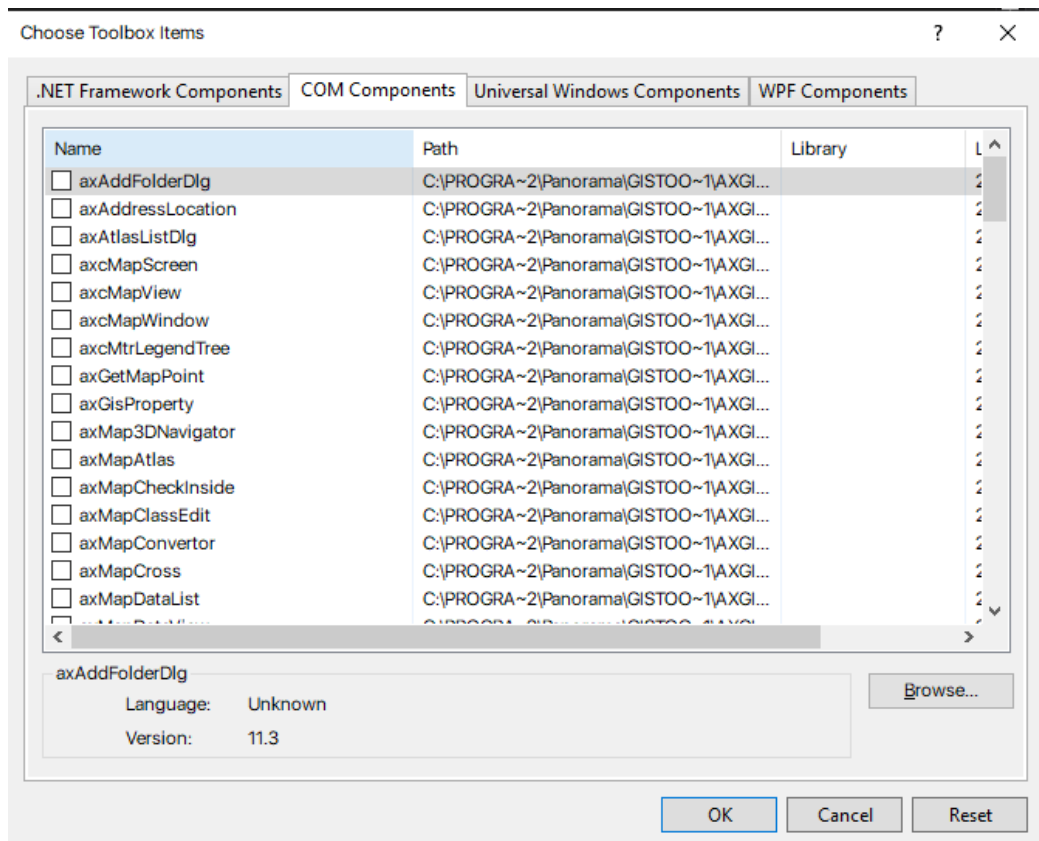 Choose Toolbox Items ?
.NET Framework Components COM Components Universal Windows Components WPF Components
Name Path Library
axAddFolderDlg C:\PROGRA~2\Panorama\GISTOO~1\AXGI...
axAddressLocation C:\PROGRA~2\Panorama\GISTOO~1\AXGI...
axAtlasListDlg C:\PROGRA~2\Panorama\GISTOO~1\AXGI...
axcMapScreen C:\PROGRA~2\Panorama\GISTOO~1\AXGI...
axcMapView C:\PROGRA~2\Panorama\GISTOO~1\AXGI...
axcMapWindow C:\PROGRA~2\Panorama\GISTOO~1\AXGI...
axcMtrLegendTree C:\PROGRA~2\Panorama\GISTOO~1\AXGI...
axGetMapPoint C:\PROGRA~2\Panorama\GISTOO~1\AXGI...
axGisProperty C:\PROGRA~2\Panorama\GISTOO~1\AXGI...
axMap3DNavigator C:\PROGRA~2\Panorama\GISTOO~1\AXGI...
axMapAtlas C:\PROGRA~2\Panorama\GISTOO~1\AXGI...
axMapCheckInside C:\PROGRA~2\Panorama\GISTOO~1\AXGI...
axMapClassEdit C:\PROGRA~2\Panorama\GISTOO~1\AXGI...
axMapConvertor C:\PROGRA~2\Panorama\GISTOO~1\AXGI...
axMapCross C:\PROGRA~2\Panorama\GISTOO~1\AXGI...
axMapDataList C:\PROGRA~2\Panorama\GISTOO~1\AXGI...
axAddFolderDlg
Browse...
Language: Unknown
Version: 11.3
OK Cancel Reset